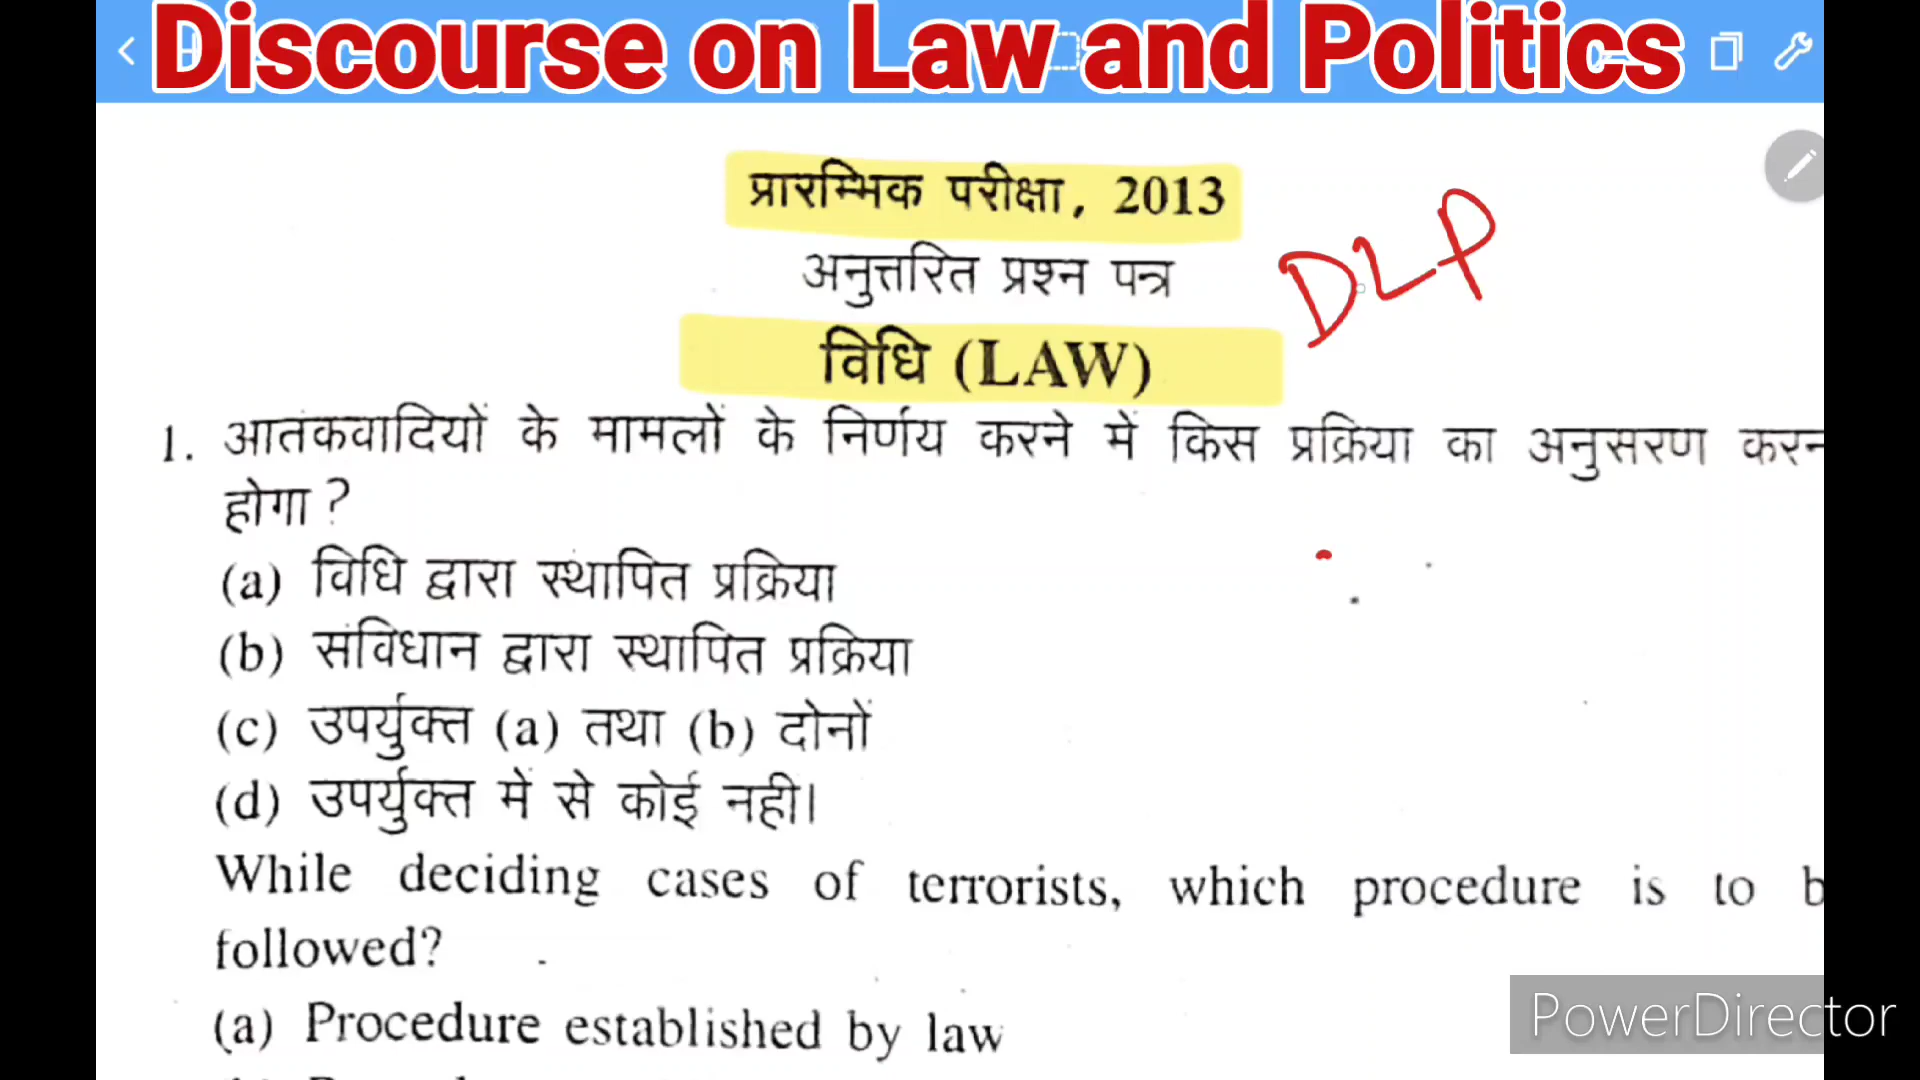 Discourse on Law and Politics
प्रारम्भिक परीक्षा, 2013
अनुत्तरित प्रश्न पत्र
DLP
विधि (LAW)
1. आतंकवादियों के मामलों के निर्णय करने में किस प्रक्रिया का अनुसरण
होगा ?
(a) विधि द्वारा स्थापित प्रक्रिया
(b) संविधान द्वारा स्थापित प्रक्रिया
(c) उपर्युक्त (a) तथा (b) दोनों
(d) उपर्युक्त में से कोई नही।
While deciding cases of terrorists, which procedure is to
followed?
(a) Procedure established by law
PowerDirector